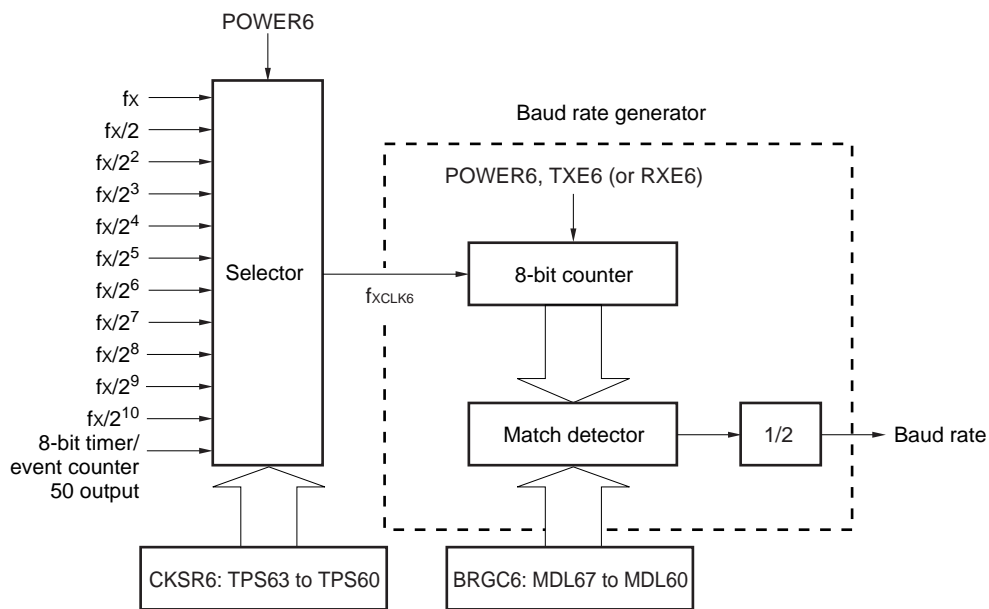 POWER6
fX
fX/2
fX/2²
fX/2³
fX/2⁴
fX/2⁵
fX/2⁶
fX/2⁷
fX/2⁸
fX/2⁹
fX/2¹⁰
8-bit timer/
event counter
50 output
Selector
fXCLK6
Baud rate generator
POWER6, TXE6 (or RXE6)
8-bit counter
Match detector
1/2
Baud rate
CKSR6: TPS63 to TPS60
BRGC6: MDL67 to MDL60